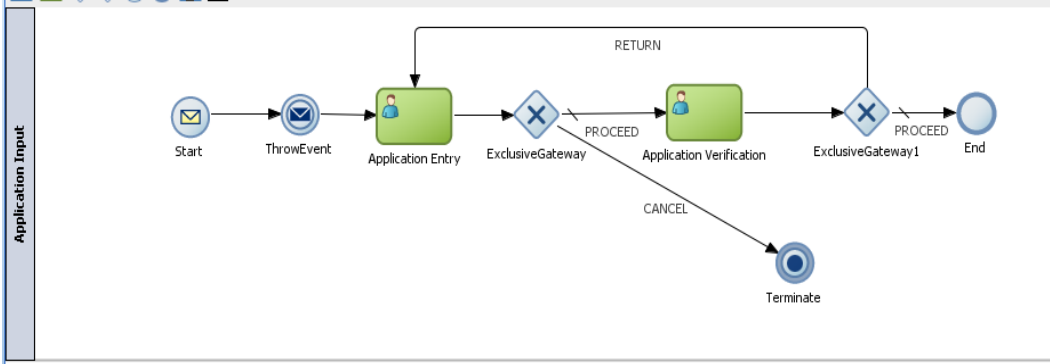 Application Input
RETURN
Start
ThrowEvent
Application Entry
ExclusiveGateway
PROCEED
Application Verification
ExclusiveGateway1
PROCEED
End
CANCEL
Terminate